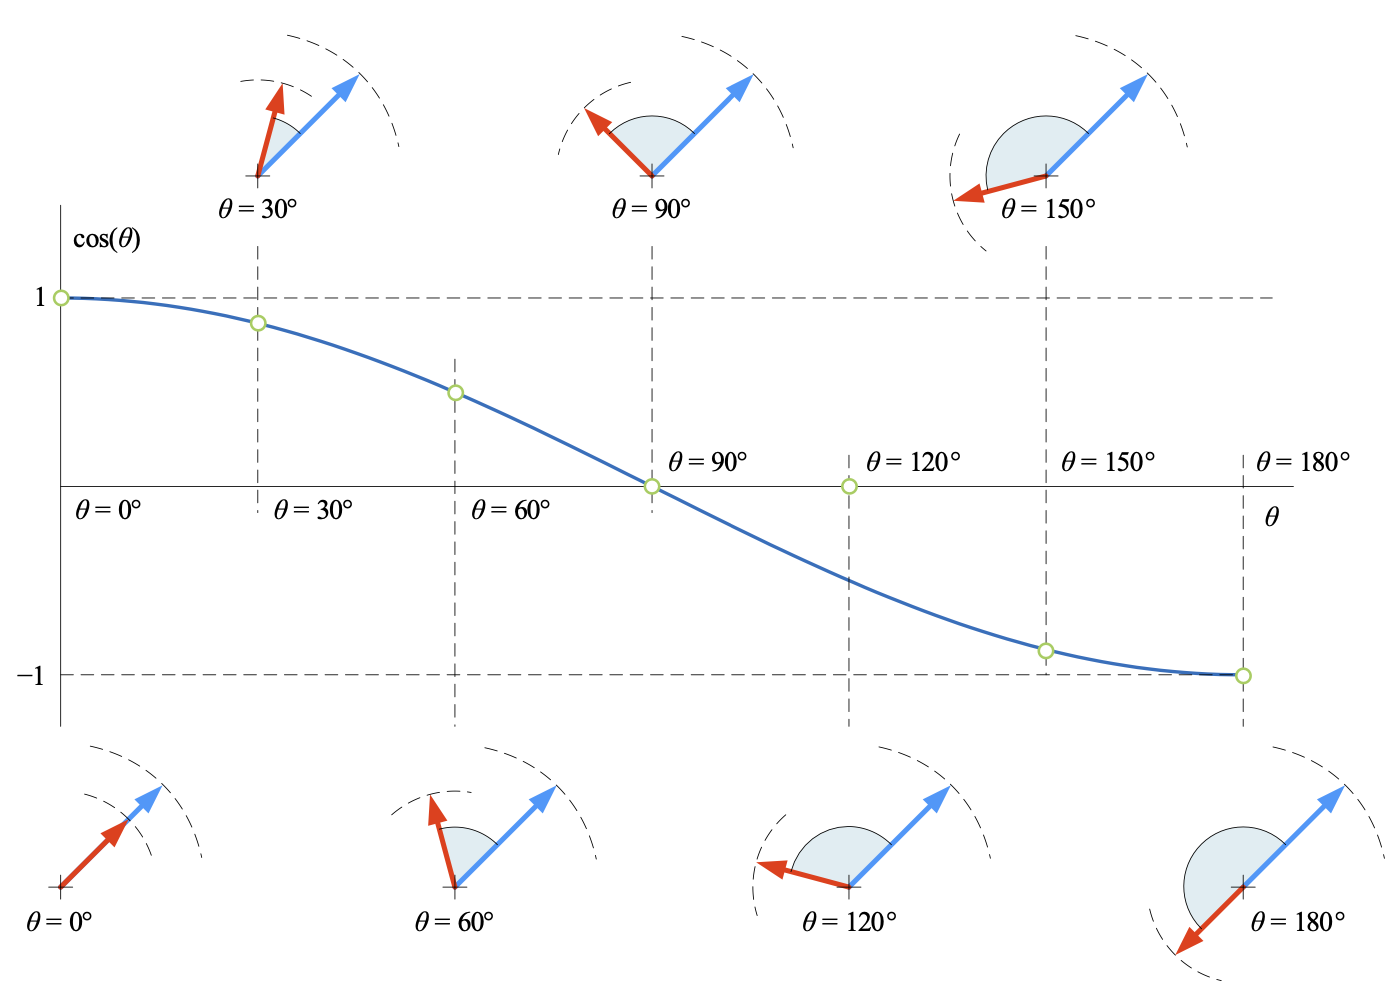 θ = 30°
θ = 90°
θ = 150°
cos(θ)
1
θ = 90°
θ = 120°
θ = 150°
θ = 180°
θ = 0°
θ = 30°
θ = 60°
θ
−1
θ = 0°
θ = 60°
θ = 120°
θ = 180°